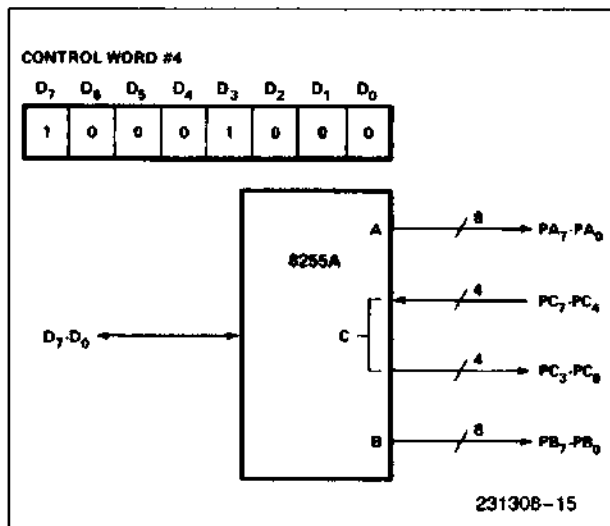 CONTROL WORD #4
D7 D6 D5 D4 D3 D2 D1 D0
1 0 0 0 1 0 0 0
A 8 PA7-PA0
8255A
4 PC7-PC4
D7-D0 C
4 PC3-PC0
B 8 PB7-PB0
231308-15